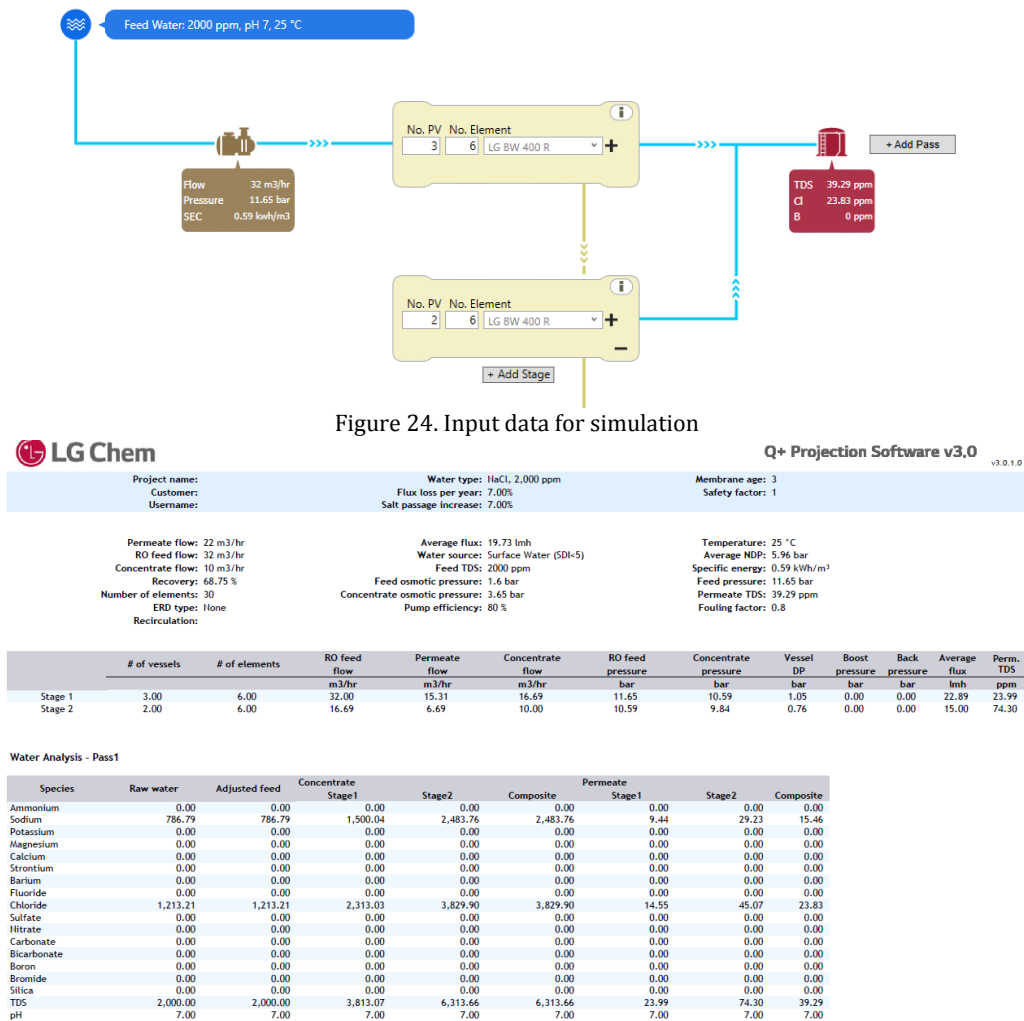 Feed Water: 2000 ppm, pH 7, 25 °C
No. PV No. Element
3 6 LG BW 400 R
+ Add Pass
Flow 32 m3/hr
Pressure 11.65 bar
SEC 0.59 kwh/m3
TDS 39.29 ppm
Cl 23.83 ppm
B 0 ppm
No. PV No. Element
2 6 LG BW 400 R
+ Add Stage
Figure 24. Input data for simulation
LG Chem
Q+ Projection Software v3.0
v3.0.1.0
Project name: Water type: NaCl, 2,000 ppm Membrane age: 3
Customer: Flux loss per year: 7.00% Safety factor: 1
Username: Salt passage increase: 7.00%
Permeate flow: 22 m3/hr Average flux: 19.73 lmh Temperature: 25 °C
RO feed flow: 32 m3/hr Water source: Surface Water (SDI<5) Average NDP: 5.96 bar
Concentrate flow: 10 m3/hr Feed TDS: 2000 ppm Specific energy: 0.59 kWh/m³
Recovery: 68.75 % Feed osmotic pressure: 1.6 bar Feed pressure: 11.65 bar
Number of elements: 30 Concentrate osmotic pressure: 3.65 bar Permeate TDS: 39.29 ppm
ERD type: None Pump efficiency: 80 % Fouling factor: 0.8
Recirculation:
# of vessels # of elements RO feed flow Permeate flow Concentrate flow RO feed pressure Concentrate pressure Vessel DP Boost pressure Back pressure Average flux Perm. TDS
m3/hr m3/hr m3/hr bar bar bar bar bar lmh ppm
Stage 1 3.00 6.00 32.00 15.31 16.69 11.65 10.59 1.05 0.00 0.00 22.89 23.99
Stage 2 2.00 6.00 16.69 6.69 10.00 10.59 9.84 0.76 0.00 0.00 15.00 74.30
Water Analysis - Pass1
Concentrate Permeate
Species Raw water Adjusted feed Stage1 Stage2 Composite Stage1 Stage2 Composite
Ammonium 0.00 0.00 0.00 0.00 0.00 0.00 0.00 0.00
Sodium 786.79 786.79 1,500.04 2,483.76 2,483.76 9.44 29.23 15.46
Potassium 0.00 0.00 0.00 0.00 0.00 0.00 0.00 0.00
Magnesium 0.00 0.00 0.00 0.00 0.00 0.00 0.00 0.00
Calcium 0.00 0.00 0.00 0.00 0.00 0.00 0.00 0.00
Strontium 0.00 0.00 0.00 0.00 0.00 0.00 0.00 0.00
Barium 0.00 0.00 0.00 0.00 0.00 0.00 0.00 0.00
Fluoride 0.00 0.00 0.00 0.00 0.00 0.00 0.00 0.00
Chloride 1,213.21 1,213.21 2,313.03 3,829.90 3,829.90 14.55 45.07 23.83
Sulfate 0.00 0.00 0.00 0.00 0.00 0.00 0.00 0.00
Nitrate 0.00 0.00 0.00 0.00 0.00 0.00 0.00 0.00
Carbonate 0.00 0.00 0.00 0.00 0.00 0.00 0.00 0.00
Bicarbonate 0.00 0.00 0.00 0.00 0.00 0.00 0.00 0.00
Boron 0.00 0.00 0.00 0.00 0.00 0.00 0.00 0.00
Bromide 0.00 0.00 0.00 0.00 0.00 0.00 0.00 0.00
Silica 0.00 0.00 0.00 0.00 0.00 0.00 0.00 0.00
TDS 2,000.00 2,000.00 3,813.07 6,313.66 6,313.66 23.99 74.30 39.29
pH 7.00 7.00 7.00 7.00 7.00 7.00 7.00 7.00